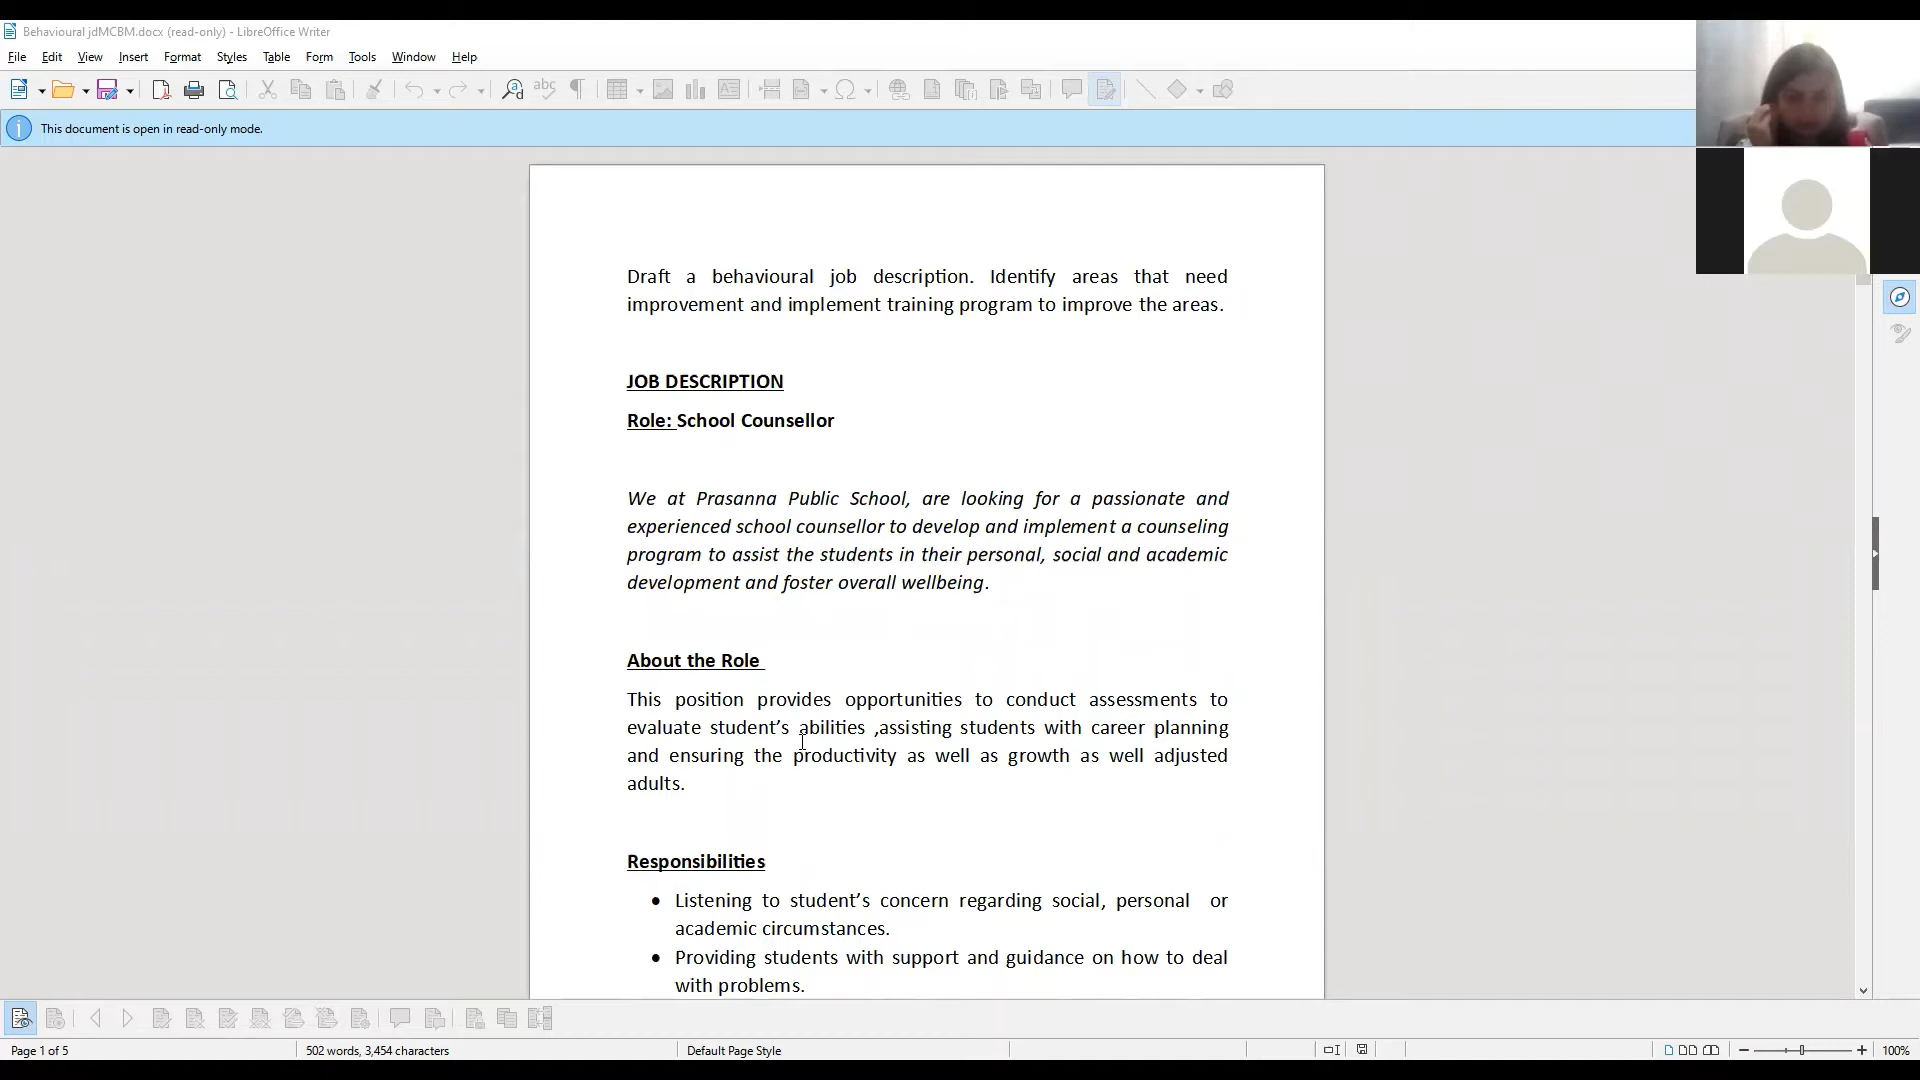 Behavioural jdMCBM.docx (read-only) - LibreOffice Writer
File Edit View Insert Format Styles Table Form Tools Window Help
This document is open in read-only mode.
Draft a behavioural job description. Identify areas that need
improvement and implement training program to improve the areas.
JOB DESCRIPTION
Role: School Counsellor
We at Prasanna Public School, are looking for a passionate and
experienced school counsellor to develop and implement a counseling
program to assist the students in their personal, social and academic
development and foster overall wellbeing.
About the Role
This position provides opportunities to conduct assessments to
evaluate student’s abilities ,assisting students with career planning
and ensuring the productivity as well as growth as well adjusted
adults.
Responsibilities
• Listening to student’s concern regarding social, personal or
academic circumstances.
• Providing students with support and guidance on how to deal
with problems.
Page 1 of 5 502 words, 3,454 characters Default Page Style 100%